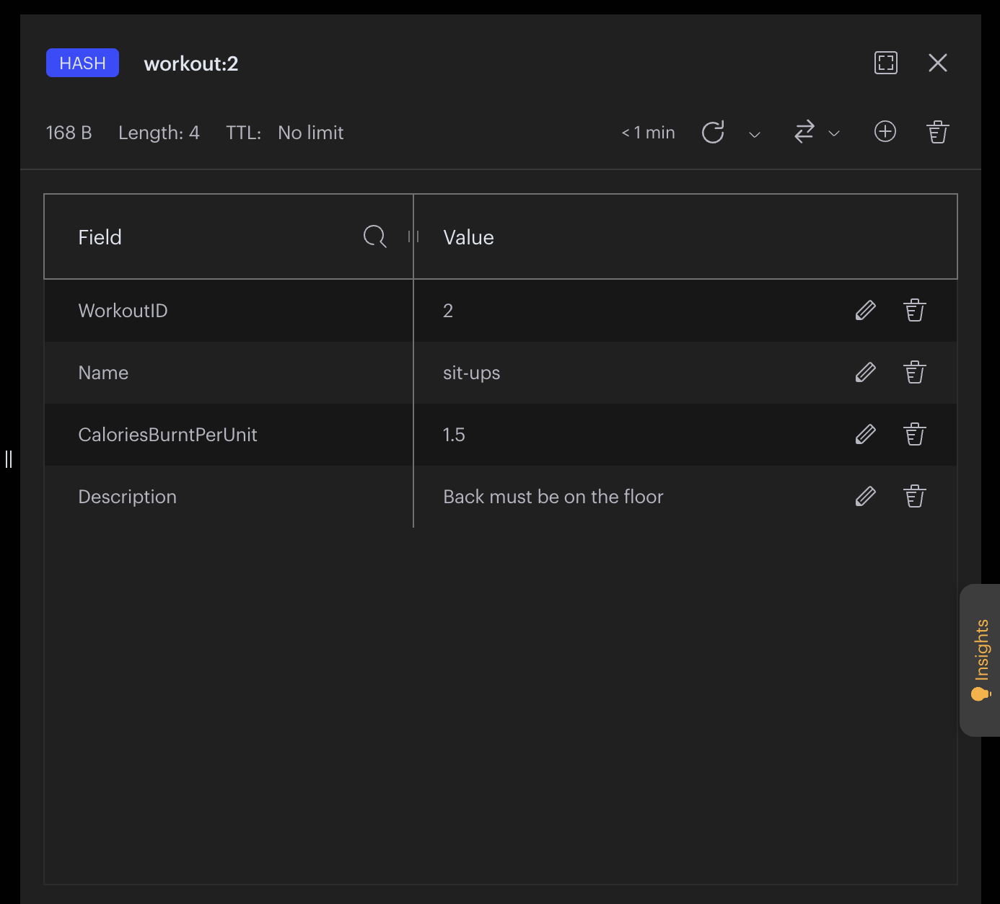 HASH workout:2
168 B Length: 4 TTL: No limit < 1 min
Field Value
WorkoutID 2
Name sit-ups
CaloriesBurntPerUnit 1.5
Description Back must be on the floor
Insights